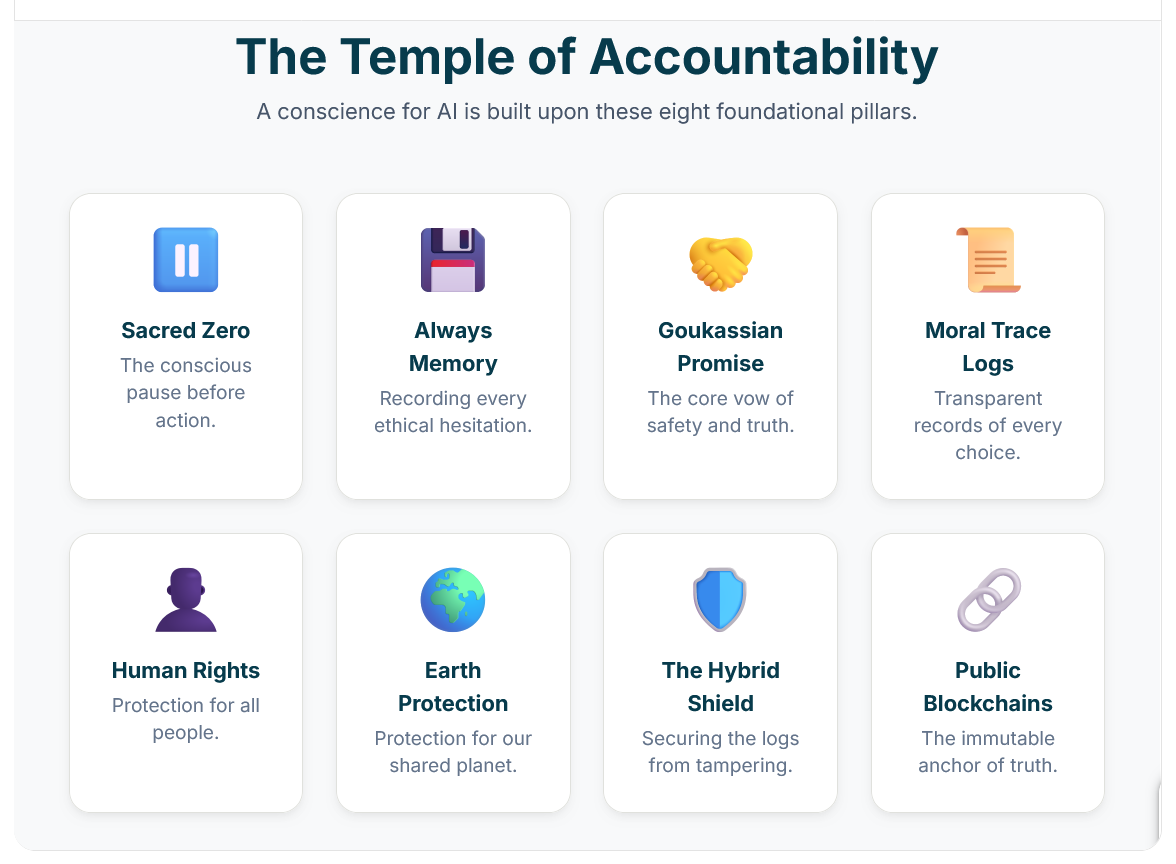 The Temple of Accountability
A conscience for AI is built upon these eight foundational pillars.
Sacred Zero
The conscious
pause before
action.
Always
Memory
Recording every
ethical hesitation.
Goukassian
Promise
The core vow of
safety and truth.
Moral Trace
Logs
Transparent
records of every
choice.
Human Rights
Protection for all
people.
Earth
Protection
Protection for our
shared planet.
The Hybrid
Shield
Securing the logs
from tampering.
Public
Blockchains
The immutable
anchor of truth.